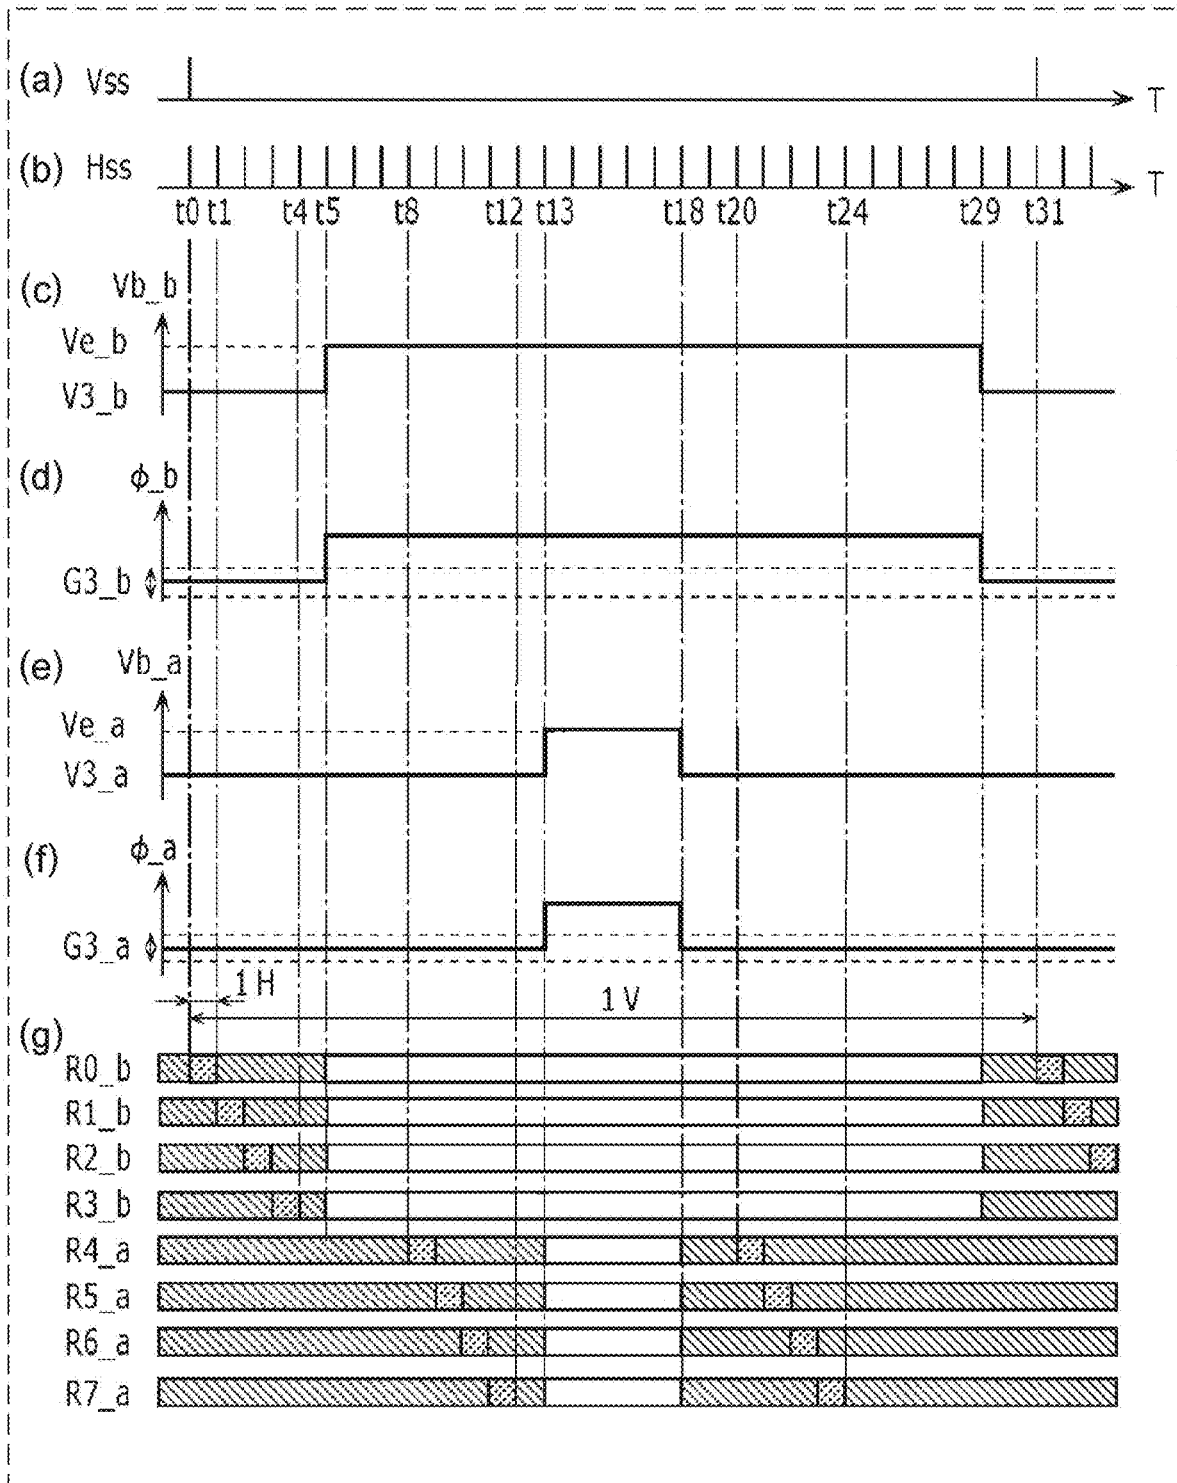 (a) Vss T
(b) Hss T
t0 t1 t4 t5 t8 t12 t13 t18 t20 t24 t29 t31
(c) Vb_b
Ve_b
V3_b
(d) ϕ_b
G3_b
(e) Vb_a
Ve_a
V3_a
(f) ϕ_a
G3_a
1 H
1 V
(g)
R0_b
R1_b
R2_b
R3_b
R4_a
R5_a
R6_a
R7_a